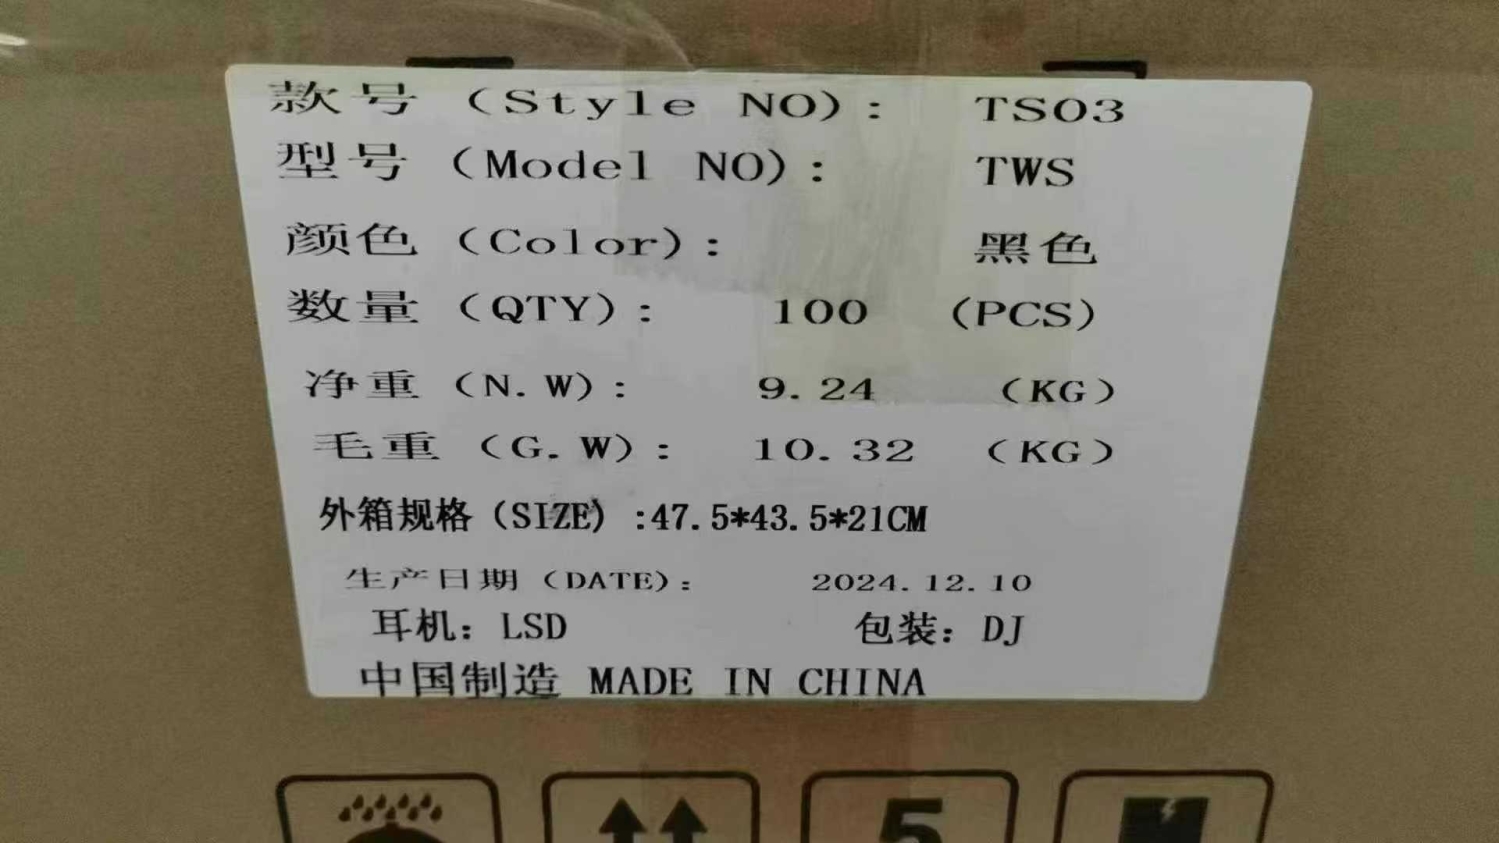 款号（Style NO）： TS03
型号（Model NO）： TWS
颜色（Color）： 黑色
数量（QTY）： 100 （PCS）
净重（N.W）： 9.24 （KG）
毛重（G.W）： 10.32 （KG）
外箱规格（SIZE）:47.5*43.5*21CM
生产日期（DATE）： 2024.12.10
耳机：LSD 包装：DJ
中国制造 MADE IN CHINA
5